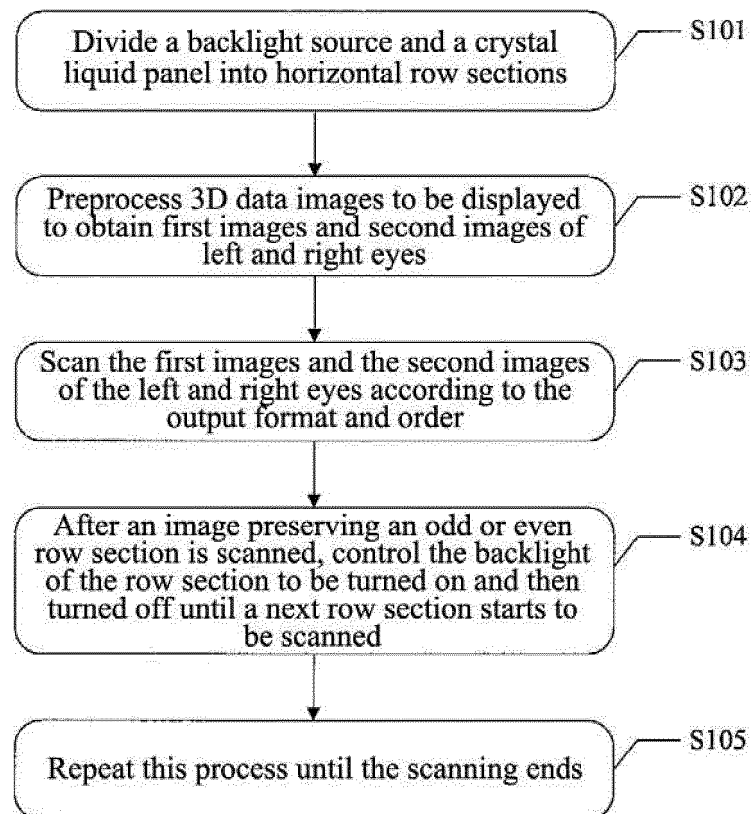 Divide a backlight source and a crystal
liquid panel into horizontal row sections
S101
Preprocess 3D data images to be displayed
to obtain first images and second images of
left and right eyes
S102
Scan the first images and the second images
of the left and right eyes according to the
output format and order
S103
After an image preserving an odd or even
row section is scanned, control the backlight
of the row section to be turned on and then
turned off until a next row section starts to
be scanned
S104
Repeat this process until the scanning ends
S105